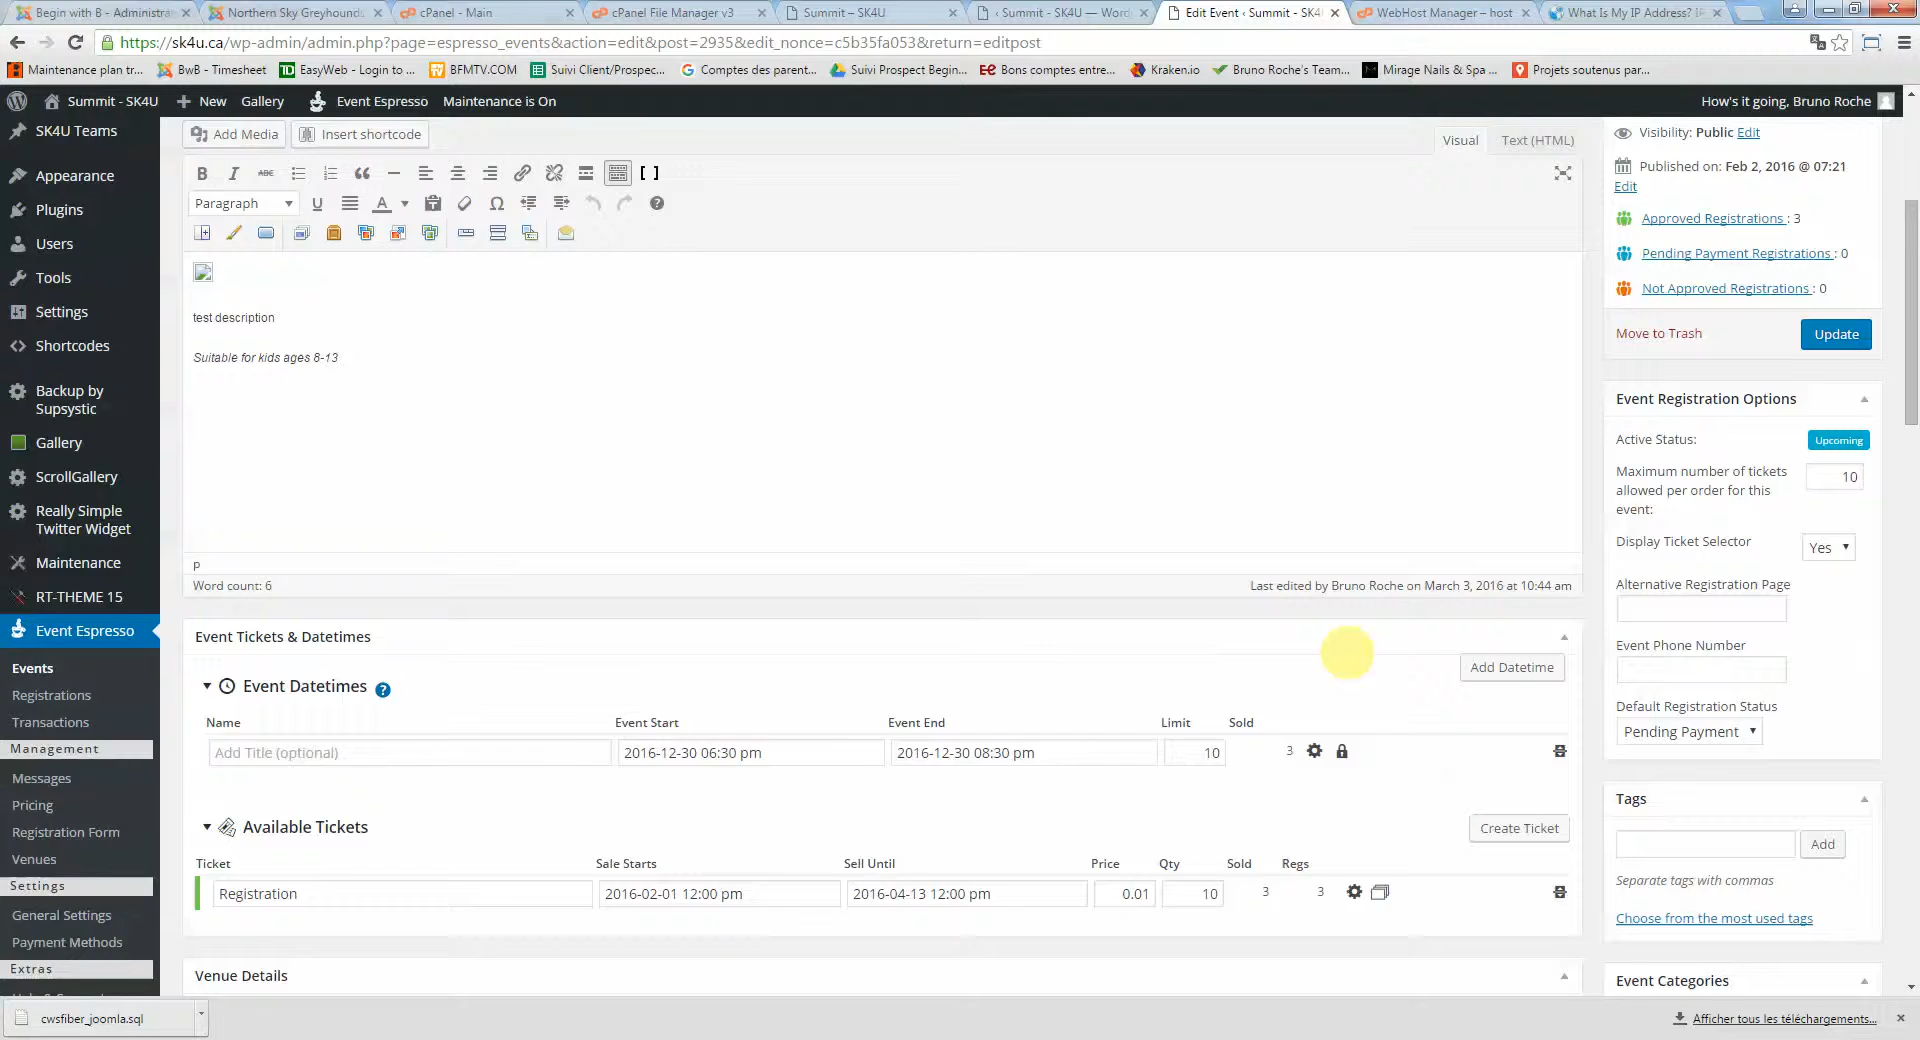 Begin with B - Administra
Northern Sky Greyhounds
cPanel - Main
cPanel File Manager v3
Summit – SK4U
‹ Summit - SK4U — Word
Edit Event ‹ Summit - SK4
WebHost Manager – host
What Is My IP Address? IP
https://sk4u.ca/wp-admin/admin.php?page=espresso_events&action=edit&post=2935&edit_nonce=c5b35fa053&return=editpost
Maintenance plan tr...
BwB - Timesheet
EasyWeb - Login to ...
BFMTV.COM
Suivi Client/Prospec...
Comptes des parent...
Suivi Prospect Begin...
Bons comptes entre...
Kraken.io
Bruno Roche's Team...
Mirage Nails & Spa ...
Projets soutenus par...
Summit - SK4U
New
Gallery
Event Espresso
Maintenance is On
How's it going, Bruno Roche
SK4U Teams
Appearance
Plugins
Users
Tools
Settings
Shortcodes
Backup by
Supsystic
Gallery
ScrollGallery
Really Simple
Twitter Widget
Maintenance
RT-THEME 15
Event Espresso
Events
Registrations
Transactions
Management
Messages
Pricing
Registration Form
Venues
Settings
General Settings
Payment Methods
Extras
Add Media
Insert shortcode
Visual
Text (HTML)
Paragraph
test description
Suitable for kids ages 8-13
p
Word count: 6
Last edited by Bruno Roche on March 3, 2016 at 10:44 am
Event Tickets & Datetimes
Add Datetime
Event Datetimes
Name
Event Start
Event End
Limit
Sold
Add Title (optional)
2016-12-30 06:30 pm
2016-12-30 08:30 pm
10
3
Available Tickets
Create Ticket
Ticket
Sale Starts
Sell Until
Price
Qty
Sold
Regs
Registration
2016-02-01 12:00 pm
2016-04-13 12:00 pm
0.01
10
3
3
Venue Details
Visibility: Public Edit
Published on: Feb 2, 2016 @ 07:21
Edit
Approved Registrations : 3
Pending Payment Registrations : 0
Not Approved Registrations : 0
Move to Trash
Update
Event Registration Options
Active Status:
Upcoming
Maximum number of tickets
allowed per order for this
event:
10
Display Ticket Selector
Yes
Alternative Registration Page
Event Phone Number
Default Registration Status
Pending Payment
Tags
Add
Separate tags with commas
Choose from the most used tags
Event Categories
cwsfiber_joomla.sql
Afficher tous les téléchargements...